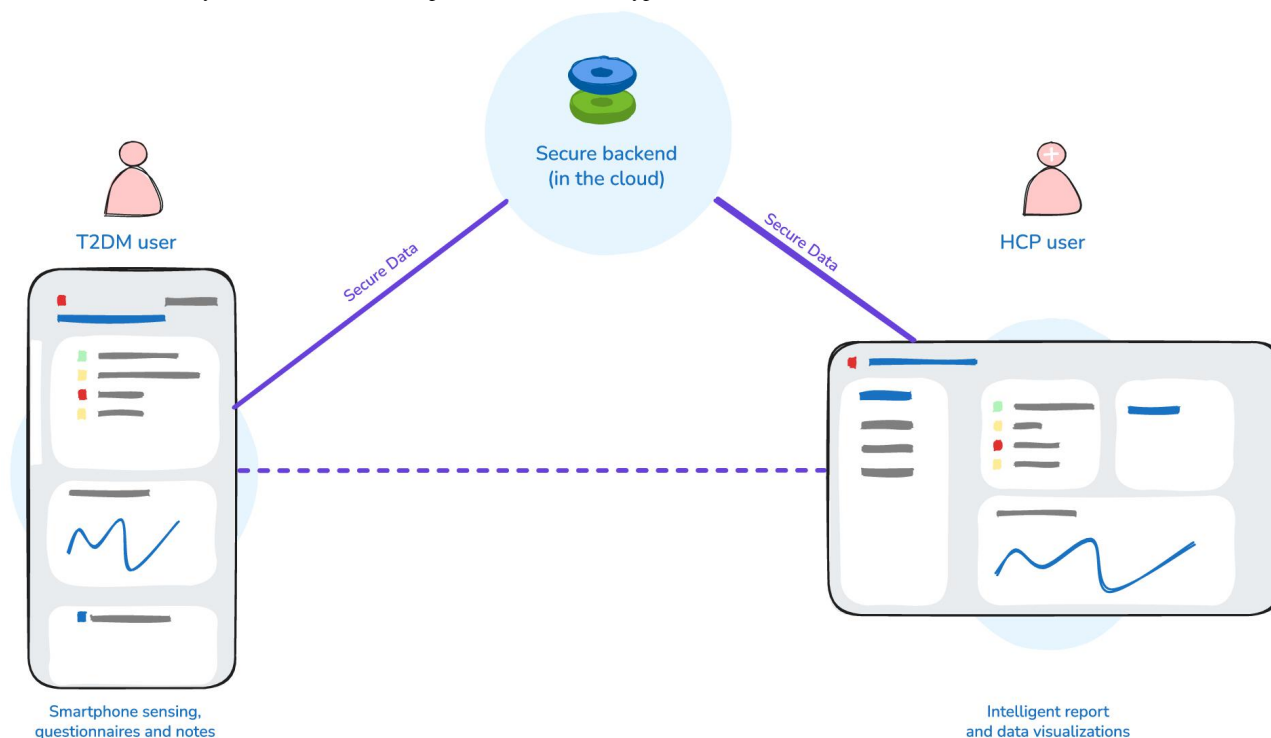 Secure backend
(in the cloud)
T2DM user
HCP user
Secure Data
Secure Data
Smartphone sensing,
questionnaires and notes
Intelligent report
and data visualizations